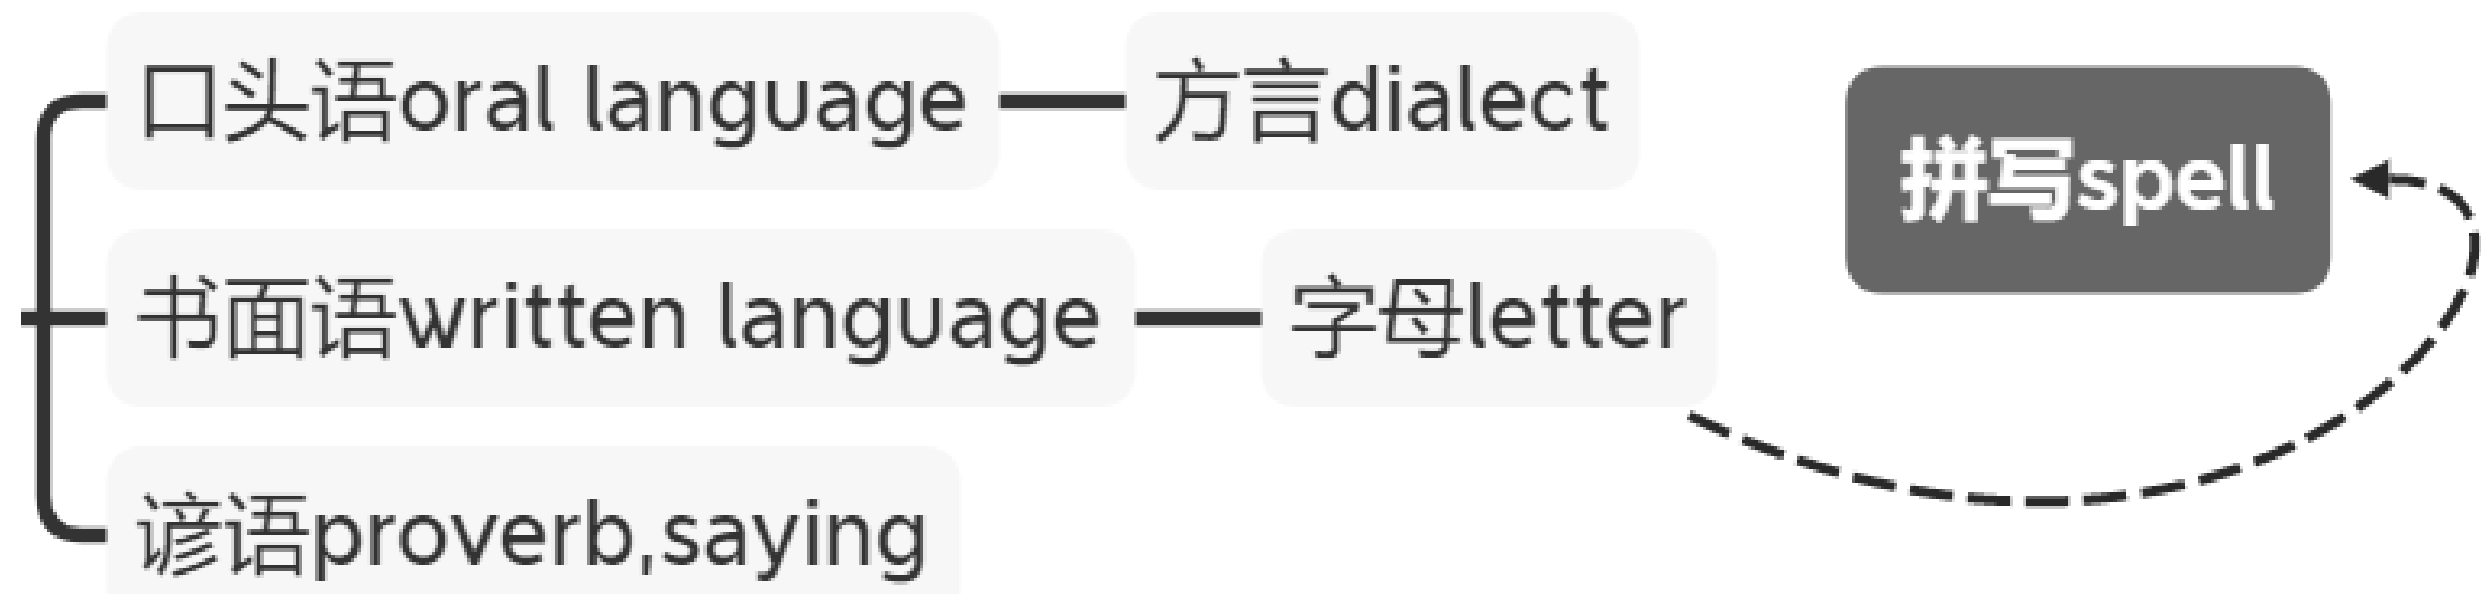 口头语oral language
方言dialect
拼写spell
书面语written language
字母letter
谚语proverb,saying